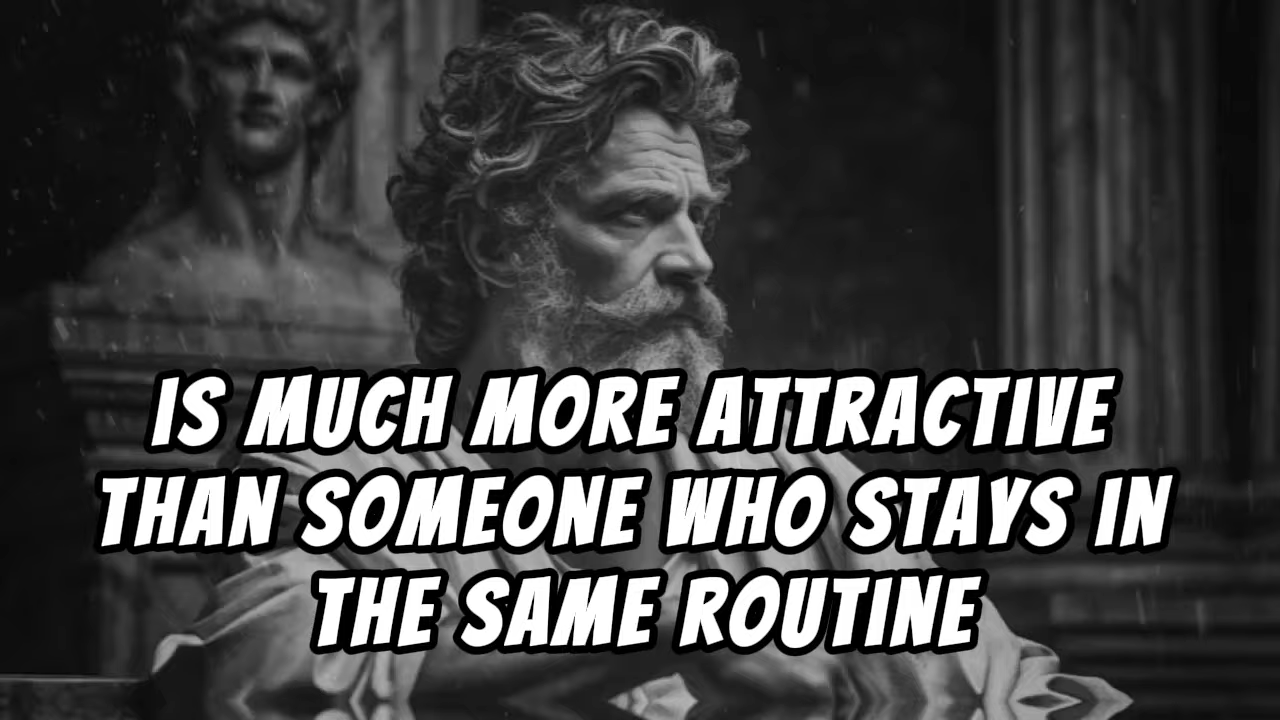 IS MUCH MORE ATTRACTIVE
THAN SOMEONE WHO STAYS IN
THE SAME ROUTINE